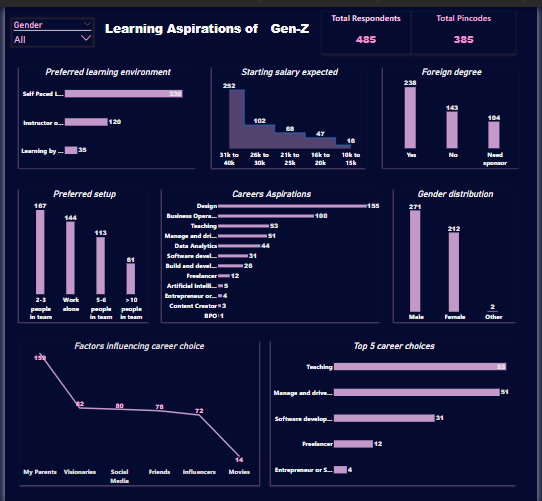 Gender
All
Learning Aspirations of Gen-Z
Total Respondents
485
Total Pincodes
385
Preferred learning environment
Self Paced L...
330
Instructor o...
120
Learning by ...
35
Starting salary expected
252
102
68
47
16
31k to 40k
26k to 30k
21k to 25k
16k to 20k
10k to 15k
Foreign degree
238
143
104
Yes
No
Need sponsor
Preferred setup
167
144
113
61
2-3 people in team
Work alone
5-6 people in team
>10 people in team
Careers Aspirations
Design
155
Business Opera...
100
Teaching
53
Manage and dri...
51
Data Analytics
44
Software devel...
31
Build and devel...
26
Freelancer
12
Artificial Intelli...
5
Entrepreneur or...
4
Content Creator
3
BPO
1
Gender distribution
271
212
2
Male
Female
Other
Factors influencing career choice
159
82
80
78
72
14
My Parents
Visionaries
Social Media
Friends
Influencers
Movies
Top 5 career choices
Teaching
53
Manage and drive...
51
Software develop...
31
Freelancer
12
Entrepreneur or S...
4